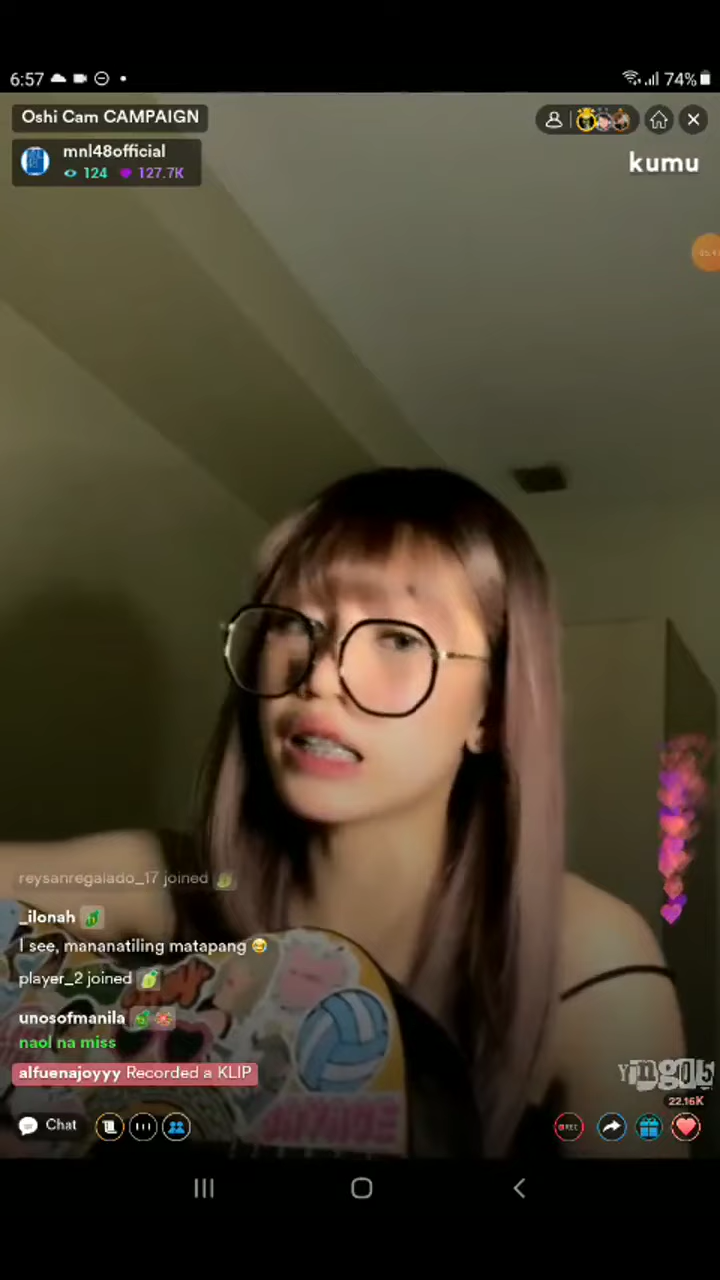 6:57
74%
Oshi Cam CAMPAIGN
mnl48official
124 127.7K
kumu
reysanregalado_17 joined
_ilonah
I see, mananatiling matapang 😂
player_2 joined
unosofmanila
naol na miss
alfuenajoyyy Recorded a KLIP
22.16K
Chat
REC